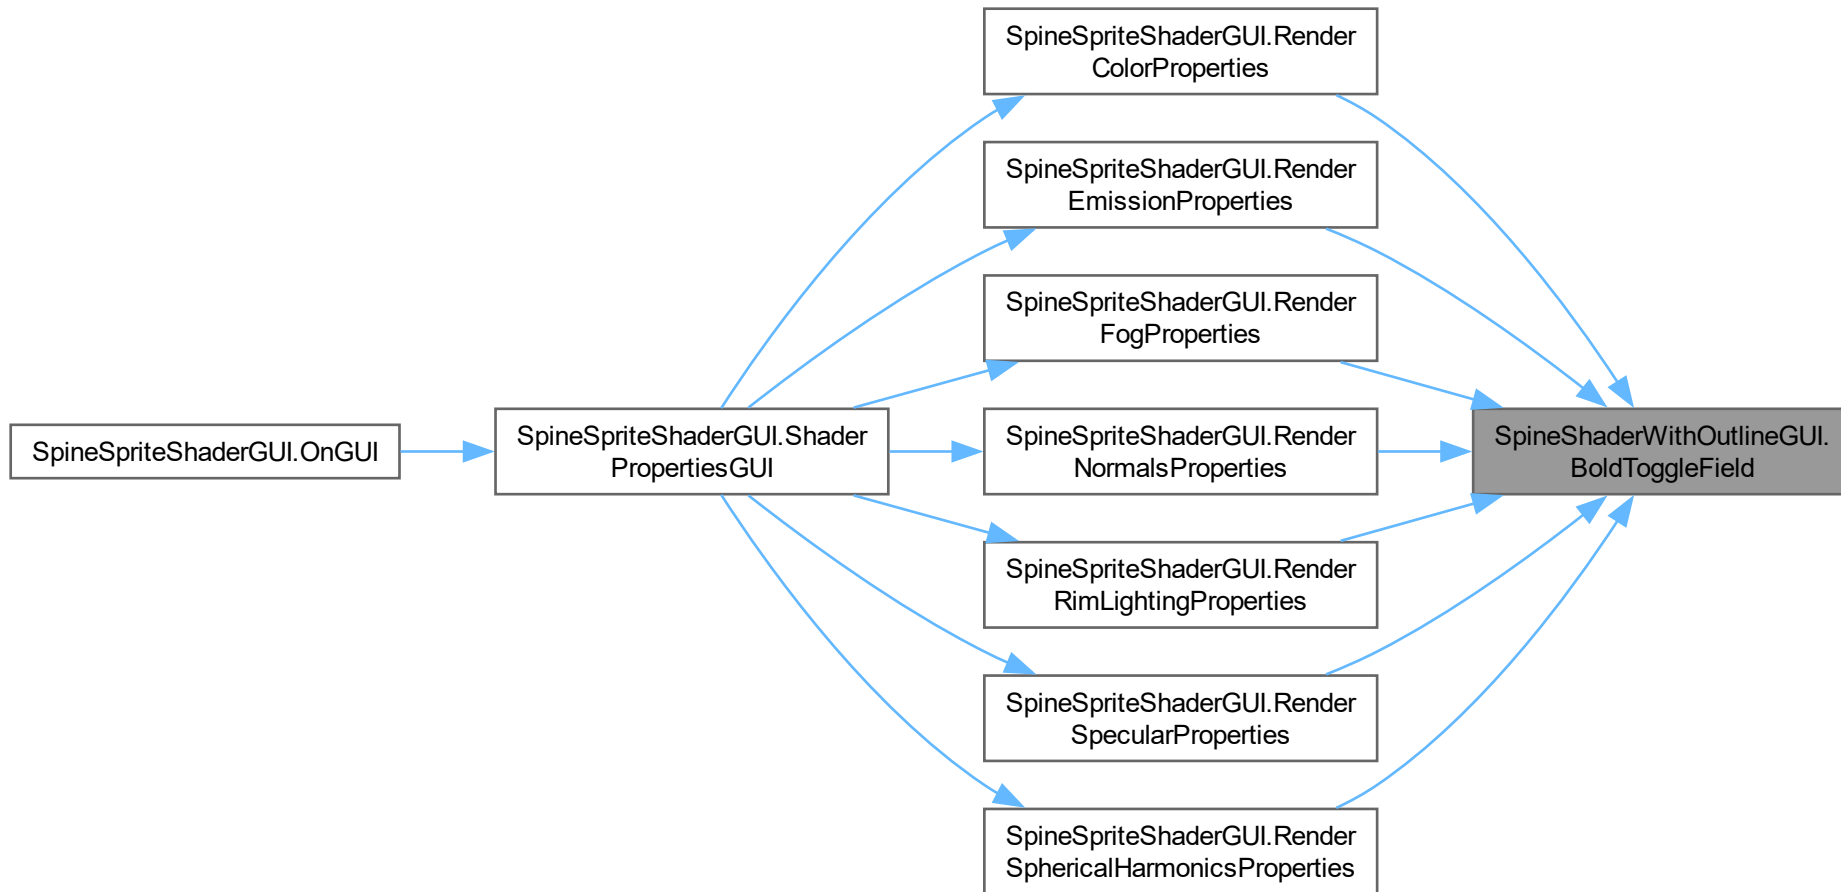 SpineSpriteShaderGUI.OnGUI
SpineSpriteShaderGUI.Shader
PropertiesGUI
SpineSpriteShaderGUI.Render
ColorProperties
SpineSpriteShaderGUI.Render
EmissionProperties
SpineSpriteShaderGUI.Render
FogProperties
SpineSpriteShaderGUI.Render
NormalsProperties
SpineSpriteShaderGUI.Render
RimLightingProperties
SpineSpriteShaderGUI.Render
SpecularProperties
SpineSpriteShaderGUI.Render
SphericalHarmonicsProperties
SpineShaderWithOutlineGUI.
BoldToggleField